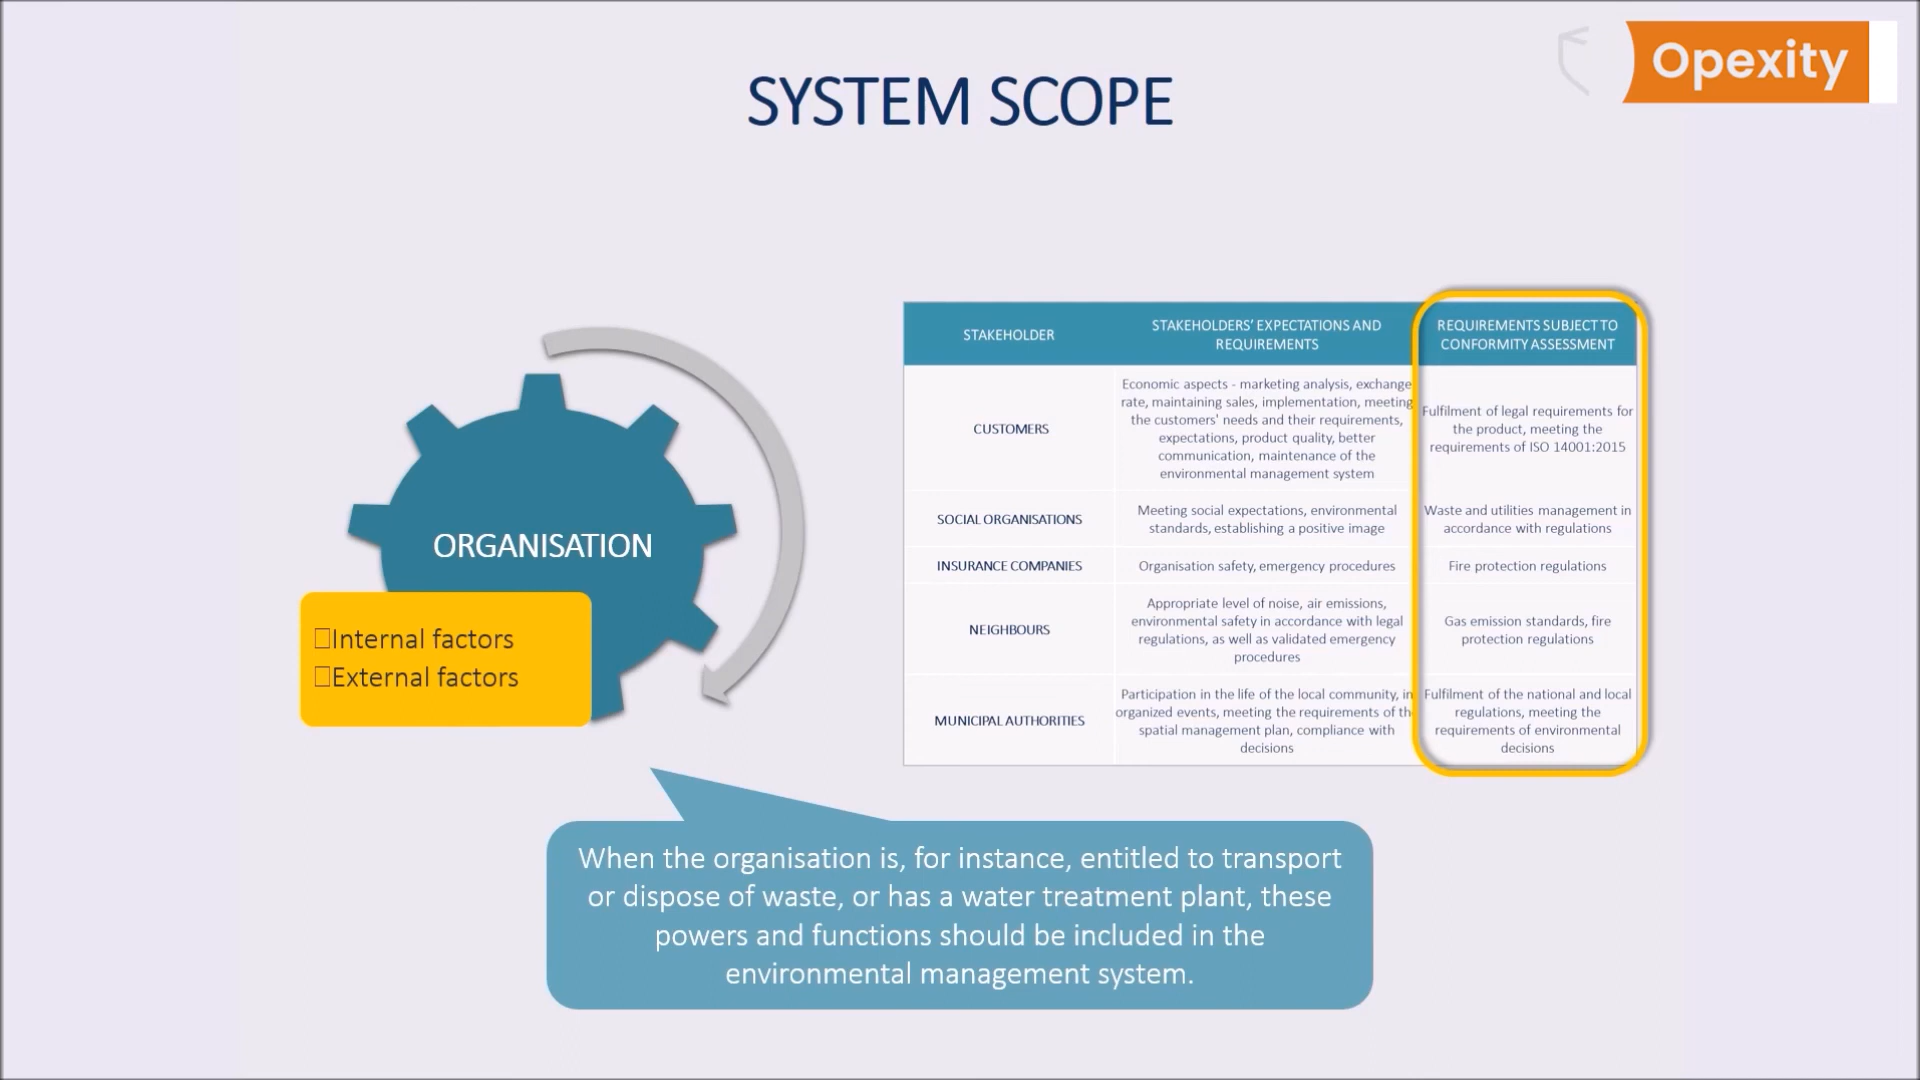 Opexity
SYSTEM SCOPE
ORGANISATION
Internal factors
External factors
STAKEHOLDER
STAKEHOLDERS' EXPECTATIONS AND
REQUIREMENTS
REQUIREMENTS SUBJECT TO
CONFORMITY ASSESSMENT
CUSTOMERS
Economic aspects - marketing analysis, exchange
rate, maintaining sales, implementation, meeting
the customers' needs and their requirements,
expectations, product quality, better
communication, maintenance of the
environmental management system
Fulfilment of legal requirements for
the product, meeting the
requirements of ISO 14001:2015
SOCIAL ORGANISATIONS
Meeting social expectations, environmental
standards, establishing a positive image
Waste and utilities management in
accordance with regulations
INSURANCE COMPANIES
Organisation safety, emergency procedures
Fire protection regulations
NEIGHBOURS
Appropriate level of noise, air emissions,
environmental safety in accordance with legal
regulations, as well as validated emergency
procedures
Gas emission standards, fire
protection regulations
MUNICIPAL AUTHORITIES
Participation in the life of the local community, in
organized events, meeting the requirements of the
spatial management plan, compliance with
decisions
Fulfilment of the national and local
regulations, meeting the
requirements of environmental
decisions
When the organisation is, for instance, entitled to transport
or dispose of waste, or has a water treatment plant, these
powers and functions should be included in the
environmental management system.